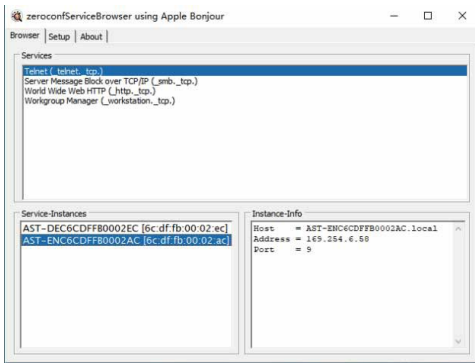 zeroconfServiceBrowser using Apple Bonjour
Browser Setup About
Services
Telnet (_telnet._tcp.)
Server Message Block over TCP/IP (_smb._tcp.)
World Wide Web HTTP (_http._tcp.)
Workgroup Manager (_workstation._tcp.)
Service-Instances
AST-DEC6CDFFB0002EC [6c:df:fb:00:02:ec]
AST-ENC6CDFFB0002AC [6c:df:fb:00:02:ac]
Instance-Info
Host = AST-ENC6CDFFB0002AC.local
Address = 169.254.6.58
Port = 9